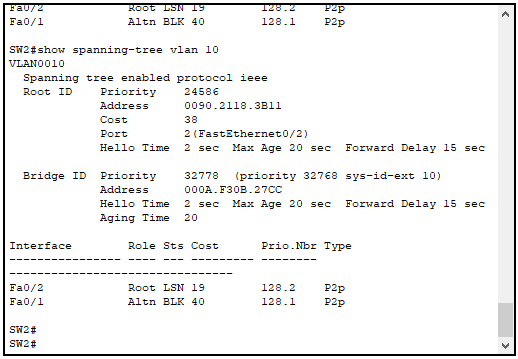 Fa0/2            Root LSN 19        128.2    P2p
Fa0/1            Altn BLK 40        128.1    P2p

SW2#show spanning-tree vlan 10
VLAN0010
  Spanning tree enabled protocol ieee
  Root ID    Priority    24586
             Address     0090.2118.3B11
             Cost        38
             Port        2(FastEthernet0/2)
             Hello Time  2 sec  Max Age 20 sec  Forward Delay 15 sec

  Bridge ID  Priority    32778  (priority 32768 sys-id-ext 10)
             Address     000A.F30B.27CC
             Hello Time  2 sec  Max Age 20 sec  Forward Delay 15 sec
             Aging Time  20

Interface        Role Sts Cost      Prio.Nbr Type
---------------- ---- --- --------- --------
--------------------------------
Fa0/2            Root LSN 19        128.2    P2p
Fa0/1            Altn BLK 40        128.1    P2p

SW2#
SW2#